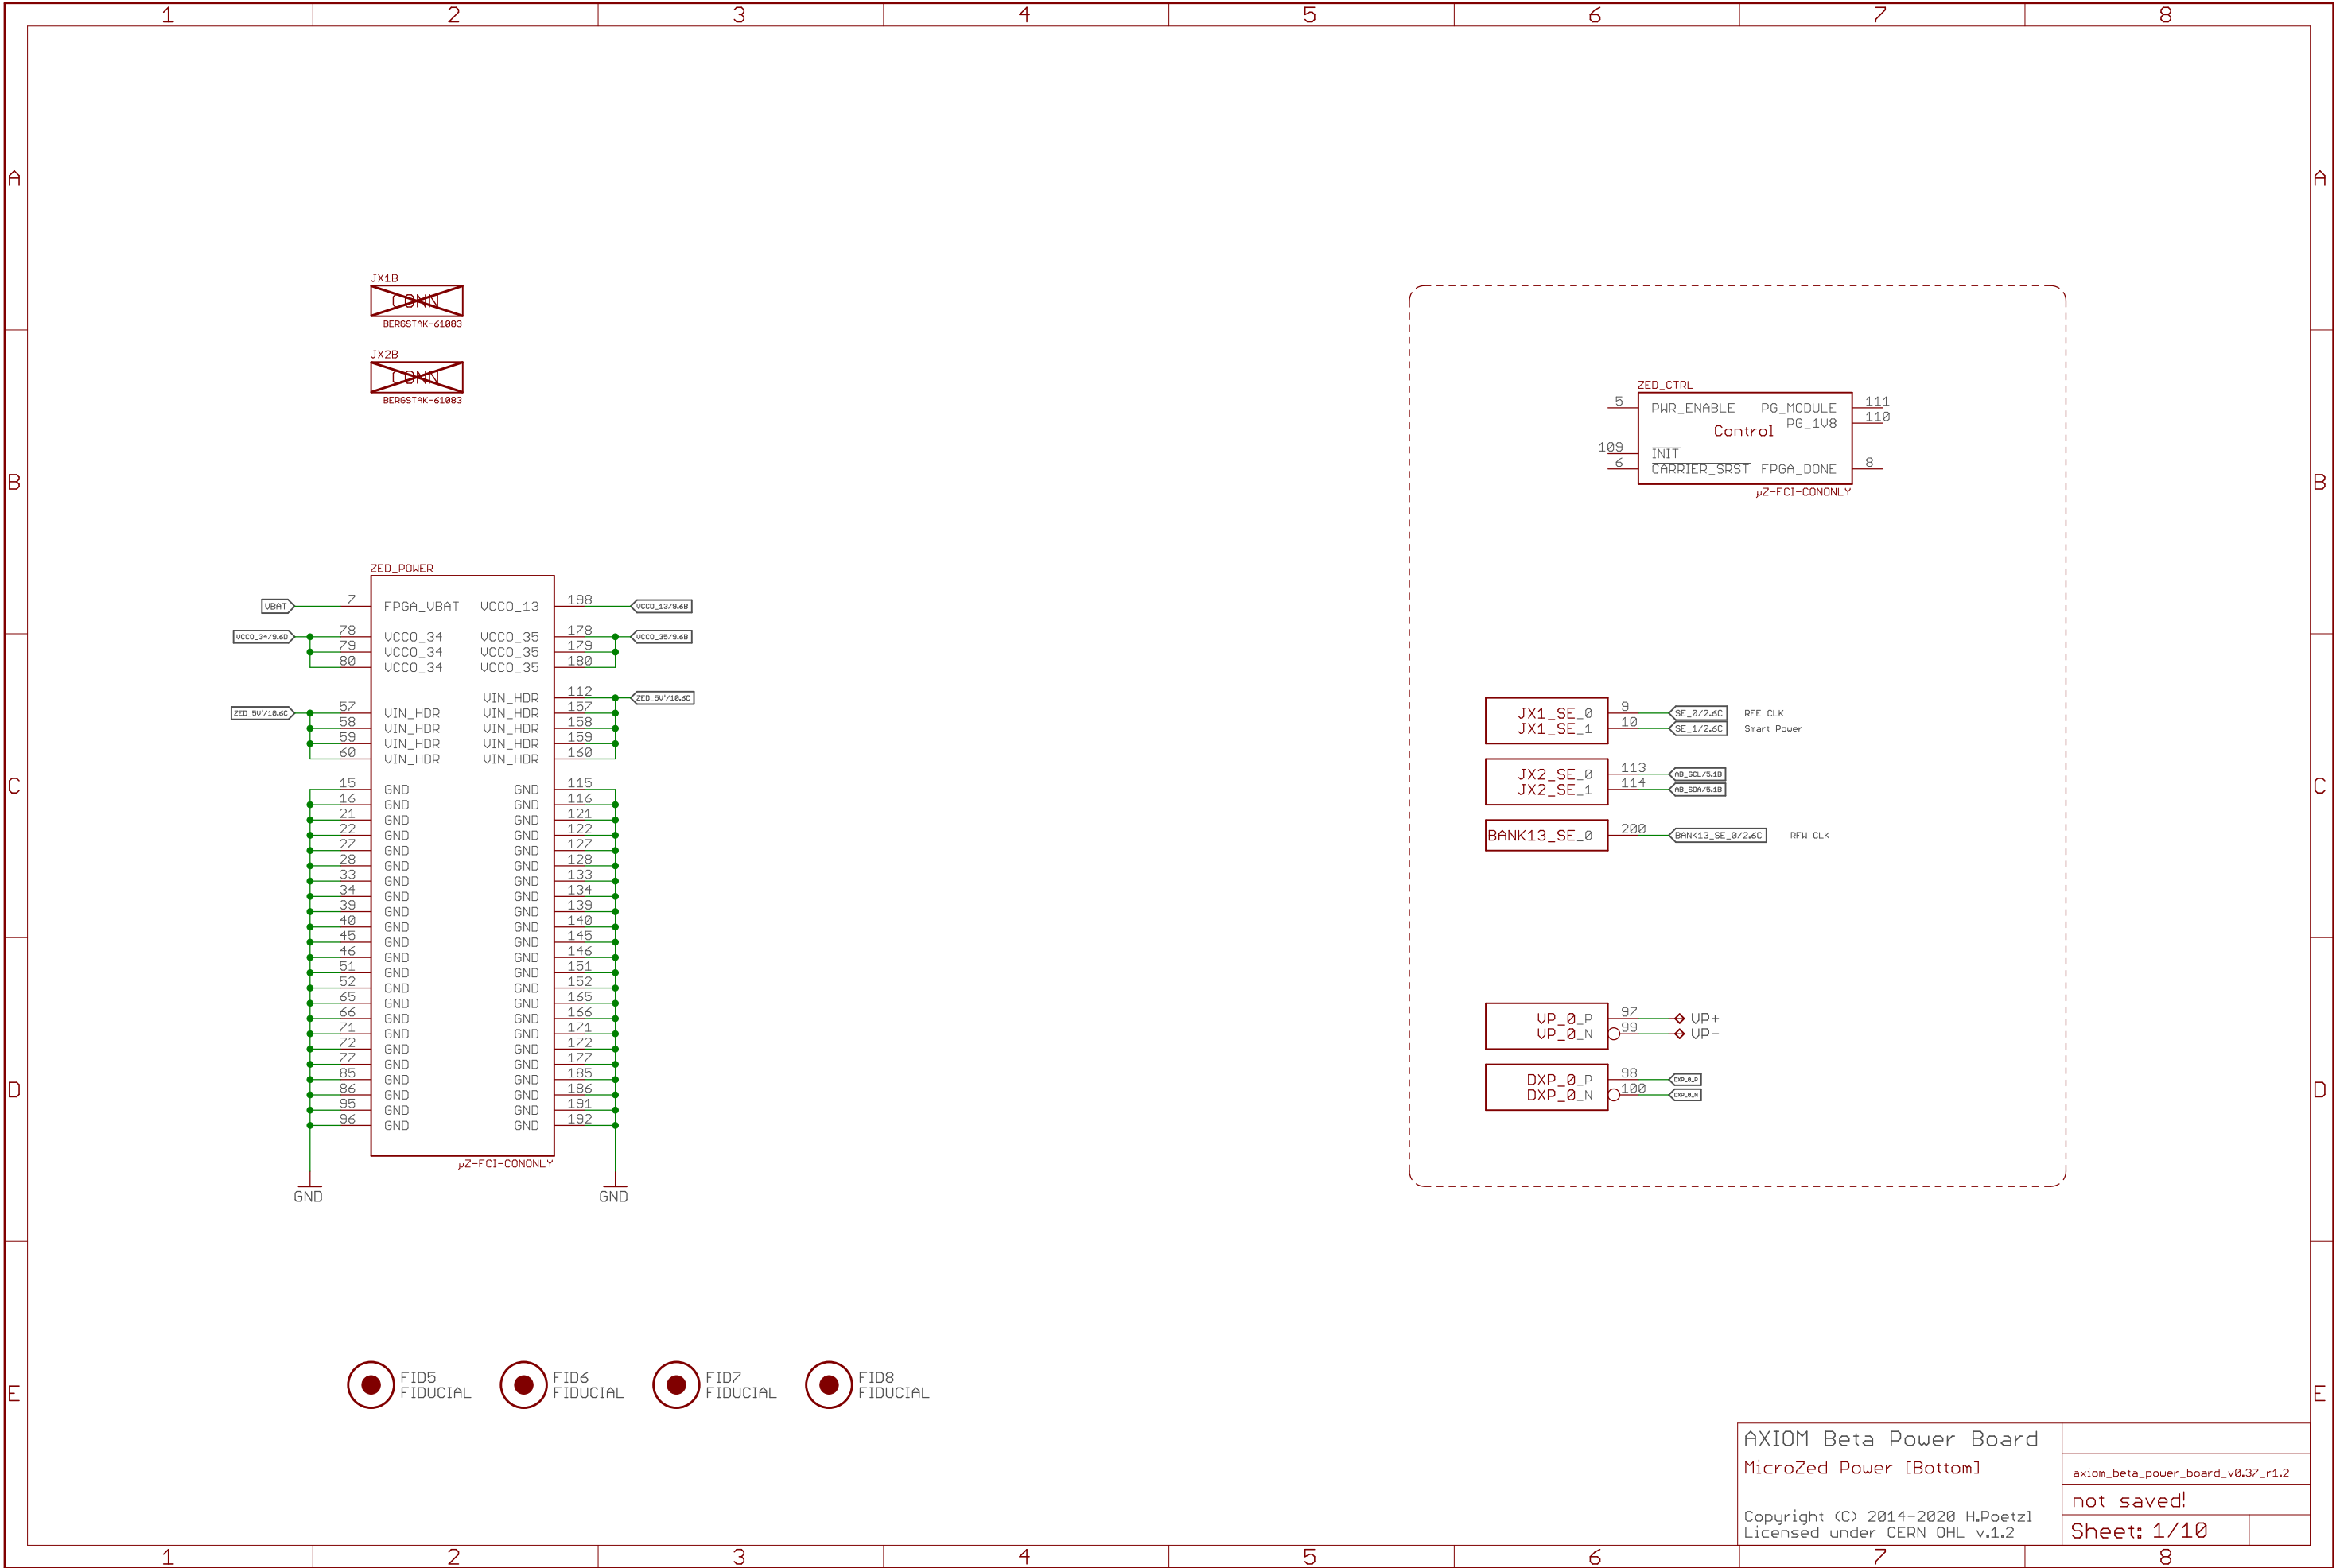 1 2 3 4 5 6 7 8
A A
JX1B
CONN
BERGSTAK-61083
JX2B
CONN
BERGSTAK-61083
ZED_CTRL
5 PWR_ENABLE PG_MODULE 111
PG_1V8 110
Control
109 INIT
6 CARRIER_SRST FPGA_DONE 8
µZ-FCI-CONONLY
B B
ZED_POWER
VBAT 7 FPGA_VBAT VCCO_13 198 VCCO_13/9.6B
VCCO_34/9.6D 78 VCCO_34 VCCO_35 178 VCCO_35/9.6B
79 VCCO_34 VCCO_35 179
80 VCCO_34 VCCO_35 180
VIN_HDR 112 ZED_5V'/10.6C
ZED_5V'/10.6C 57 VIN_HDR VIN_HDR 157
58 VIN_HDR VIN_HDR 158
59 VIN_HDR VIN_HDR 159
60 VIN_HDR VIN_HDR 160
15 GND GND 115
16 GND GND 116
21 GND GND 121
22 GND GND 122
27 GND GND 127
28 GND GND 128
33 GND GND 133
34 GND GND 134
39 GND GND 139
40 GND GND 140
45 GND GND 145
46 GND GND 146
51 GND GND 151
52 GND GND 152
65 GND GND 165
66 GND GND 166
71 GND GND 171
72 GND GND 172
77 GND GND 177
85 GND GND 185
86 GND GND 186
95 GND GND 191
96 GND GND 192
µZ-FCI-CONONLY
GND GND
JX1_SE_0 9 SE_0/2.6C RFE CLK
JX1_SE_1 10 SE_1/2.6C Smart Power
JX2_SE_0 113 AB_SCL/5.1B
JX2_SE_1 114 AB_SDA/5.1B
BANK13_SE_0 200 BANK13_SE_0/2.6C RFW CLK
C C
VP_0_P 97 VP+
VP_0_N 99 VP-
DXP_0_P 98 DXP_0_P
DXP_0_N 100 DXP_0_N
D D
FID5
FIDUCIAL
FID6
FIDUCIAL
FID7
FIDUCIAL
FID8
FIDUCIAL
E E
AXIOM Beta Power Board
MicroZed Power [Bottom]
Copyright (C) 2014-2020 H.Poetzl
Licensed under CERN OHL v.1.2
axiom_beta_power_board_v0.37_r1.2
not saved!
Sheet: 1/10
1 2 3 4 5 6 7 8